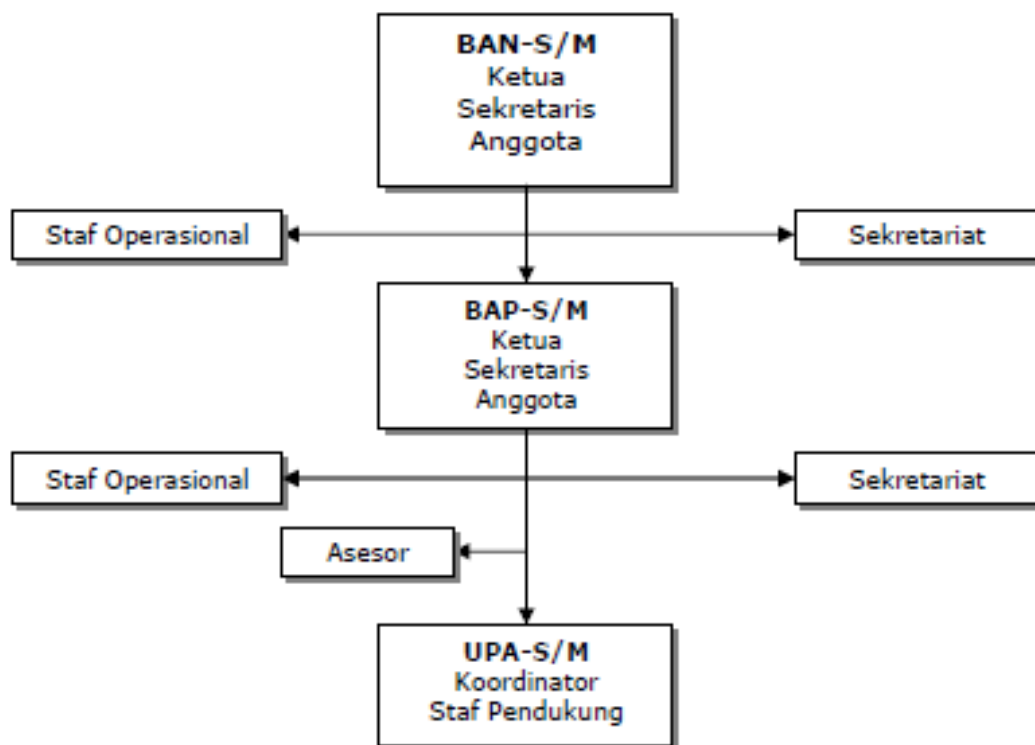 BAN-S/M
Ketua
Sekretaris
Anggota
Staf Operasional
Sekretariat
BAP-S/M
Ketua
Sekretaris
Anggota
Staf Operasional
Sekretariat
Asesor
UPA-S/M
Koordinator
Staf Pendukung